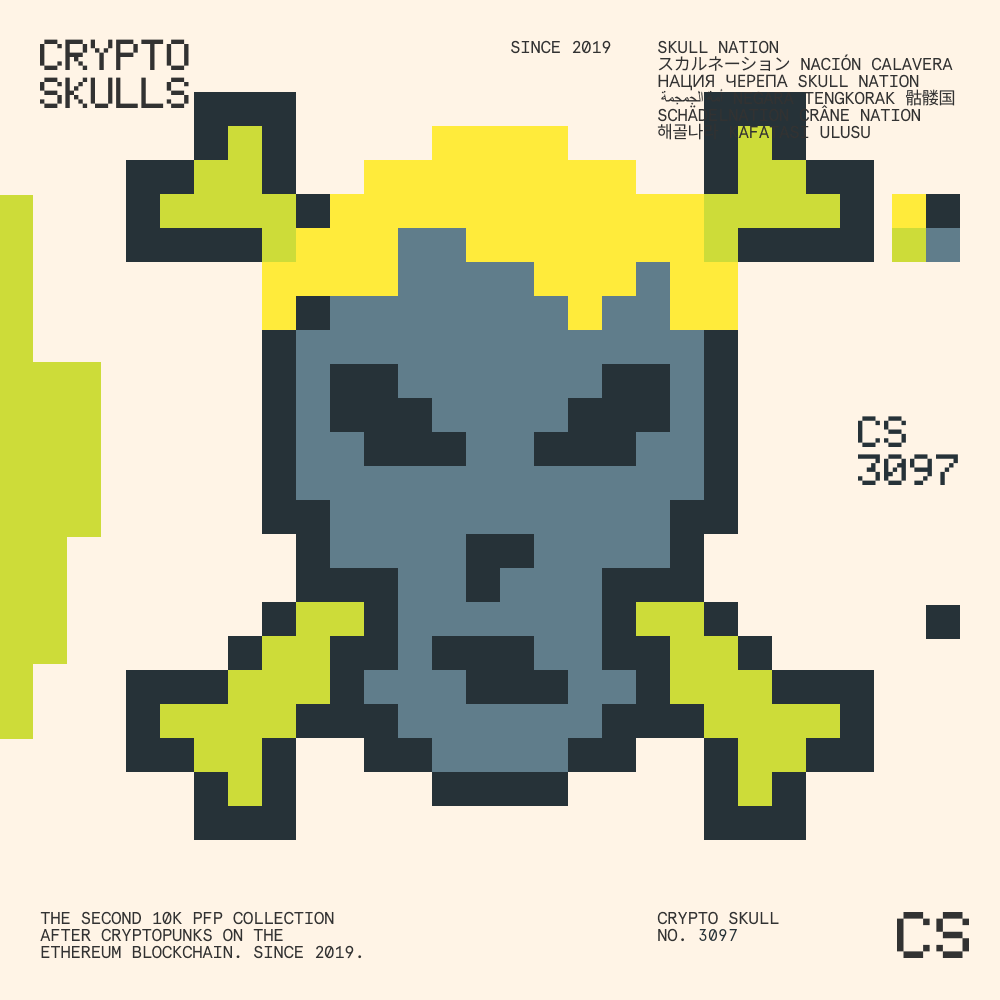 CRYPTO
SKULLS
SINCE 2019
SKULL NATION
スカルネーション NACIÓN CALAVERA
НАЦИЯ ЧЕРЕПА SKULL NATION
الجمجمة TENGKORAK 骷髅国
CRÂNE NATION
해골나 ULUSU
CS
3097
THE SECOND 10K PFP COLLECTION
AFTER CRYPTOPUNKS ON THE
ETHEREUM BLOCKCHAIN. SINCE 2019.
CRYPTO SKULL
NO. 3097
CS